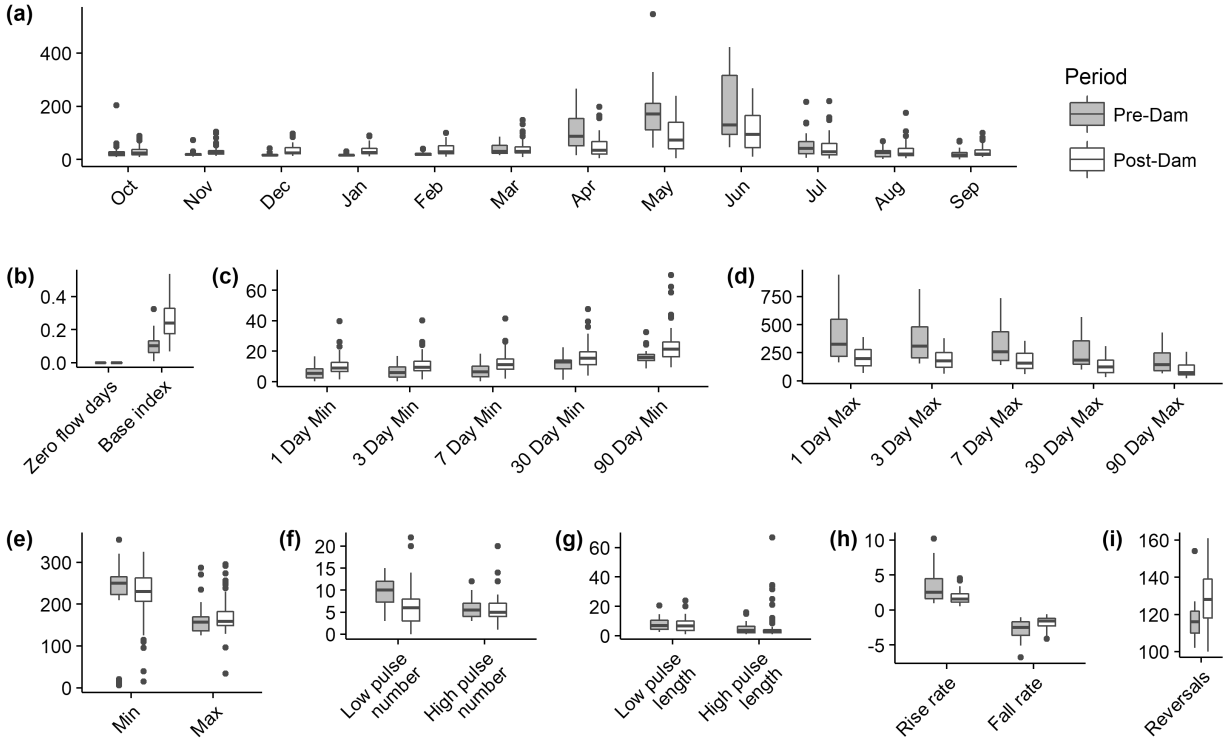 (a)
400
200
0
Oct Nov Dec Jan Feb Mar Apr May Jun Jul Aug Sep
Period
Pre-Dam
Post-Dam
(b)
0.4
0.2
0.0
Zero flow days
Base index
(c)
60
40
20
0
1 Day Min
3 Day Min
7 Day Min
30 Day Min
90 Day Min
(d)
750
500
250
0
1 Day Max
3 Day Max
7 Day Max
30 Day Max
90 Day Max
(e)
300
200
100
0
Min
Max
(f)
20
15
10
5
0
Low pulse
number
High pulse
number
(g)
60
40
20
0
Low pulse
length
High pulse
length
(h)
10
5
0
-5
Rise rate
Fall rate
(i)
160
140
120
100
Reversals